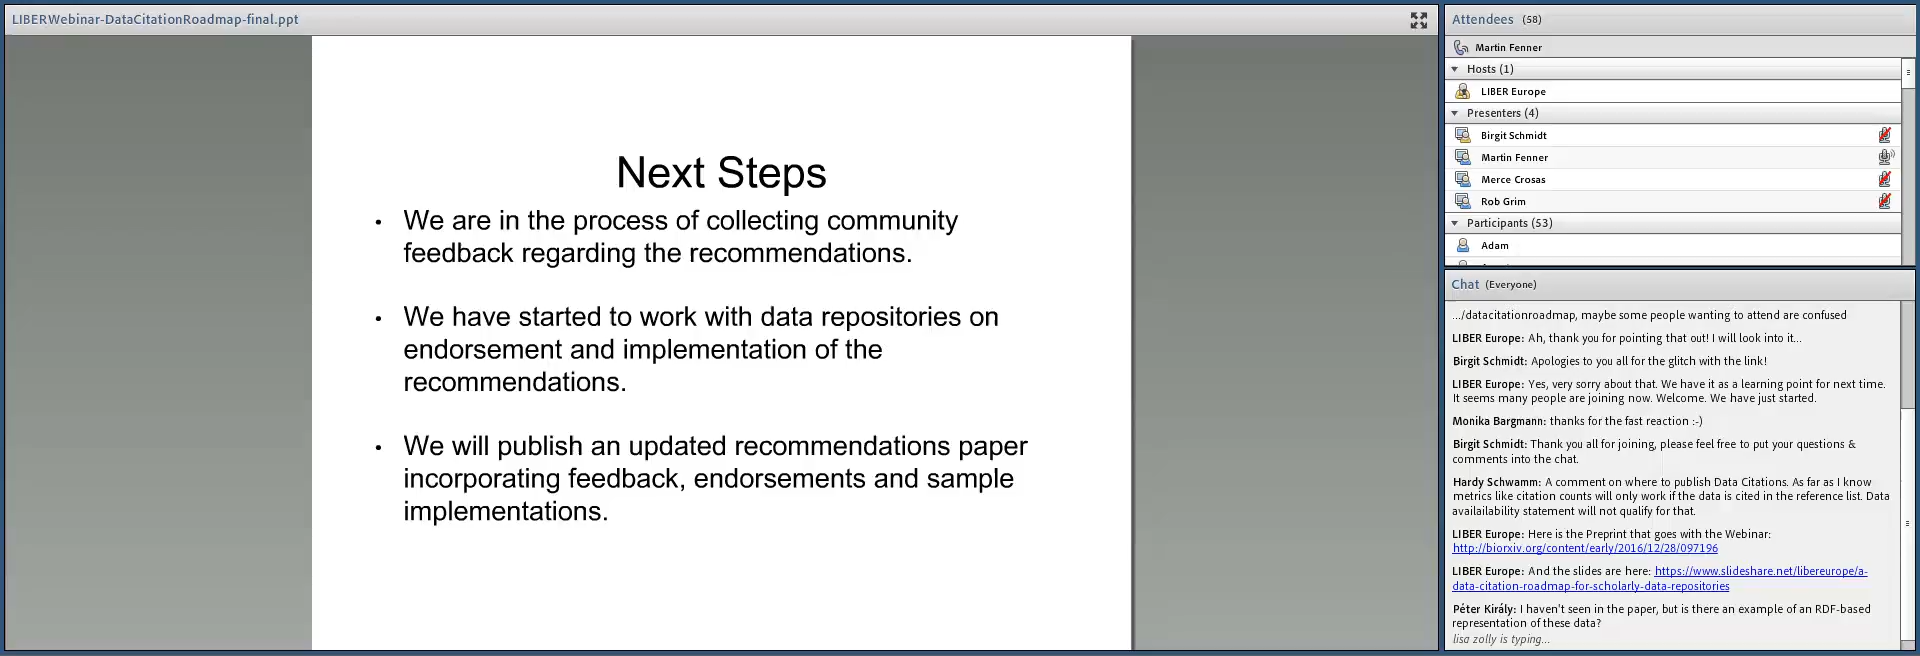 LIBERWebinar-DataCitationRoadmap-final.ppt
Next Steps
• We are in the process of collecting community
feedback regarding the recommendations.
• We have started to work with data repositories on
endorsement and implementation of the
recommendations.
• We will publish an updated recommendations paper
incorporating feedback, endorsements and sample
implementations.
Attendees (58)
Martin Fenner
Hosts (1)
LIBER Europe
Presenters (4)
Birgit Schmidt
Martin Fenner
Merce Crosas
Rob Grim
Participants (53)
Adam
Chat (Everyone)
.../datacitationroadmap, maybe some people wanting to attend are confused
LIBER Europe: Ah, thank you for pointing that out! I will look into it...
Birgit Schmidt: Apologies to you all for the glitch with the link!
LIBER Europe: Yes, very sorry about that. We have it as a learning point for next time.
It seems many people are joining now. Welcome. We have just started.
Monika Bargmann: thanks for the fast reaction :-)
Birgit Schmidt: Thank you all for joining, please feel free to put your questions &
comments into the chat.
Hardy Schwamm: A comment on where to publish Data Citations. As far as I know
metrics like citation counts will only work if the data is cited in the reference list. Data
availailability statement will not qualify for that.
LIBER Europe: Here is the Preprint that goes with the Webinar:
http://biorxiv.org/content/early/2016/12/28/097196
LIBER Europe: And the slides are here: https://www.slideshare.net/libereurope/a-
data-citation-roadmap-for-scholarly-data-repositories
Péter Király: I haven't seen in the paper, but is there an example of an RDF-based
representation of these data?
lisa zolly is typing...